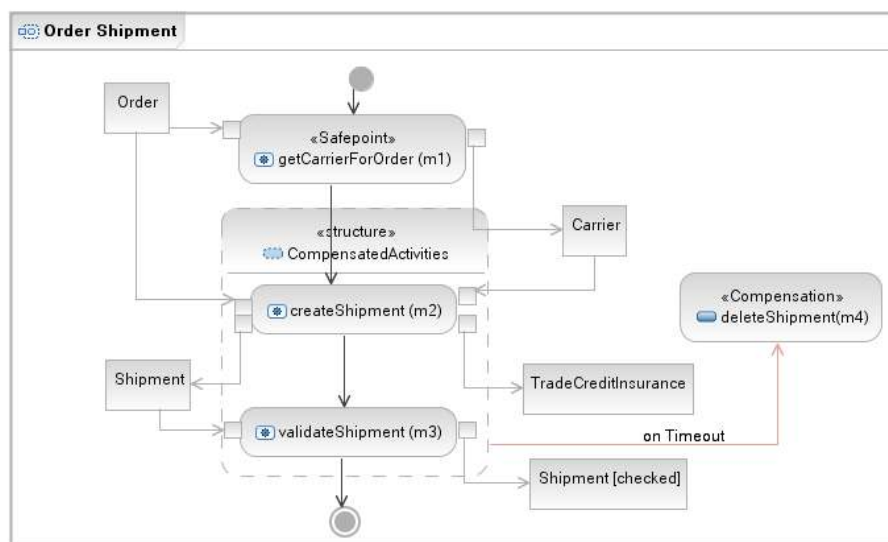 Order Shipment
Order
«Safepoint»
getCarrierForOrder (m1)
«structure»
CompensatedActivities
Carrier
createShipment (m2)
«Compensation»
deleteShipment(m4)
Shipment
TradeCreditInsurance
validateShipment (m3)
on Timeout
Shipment [checked]